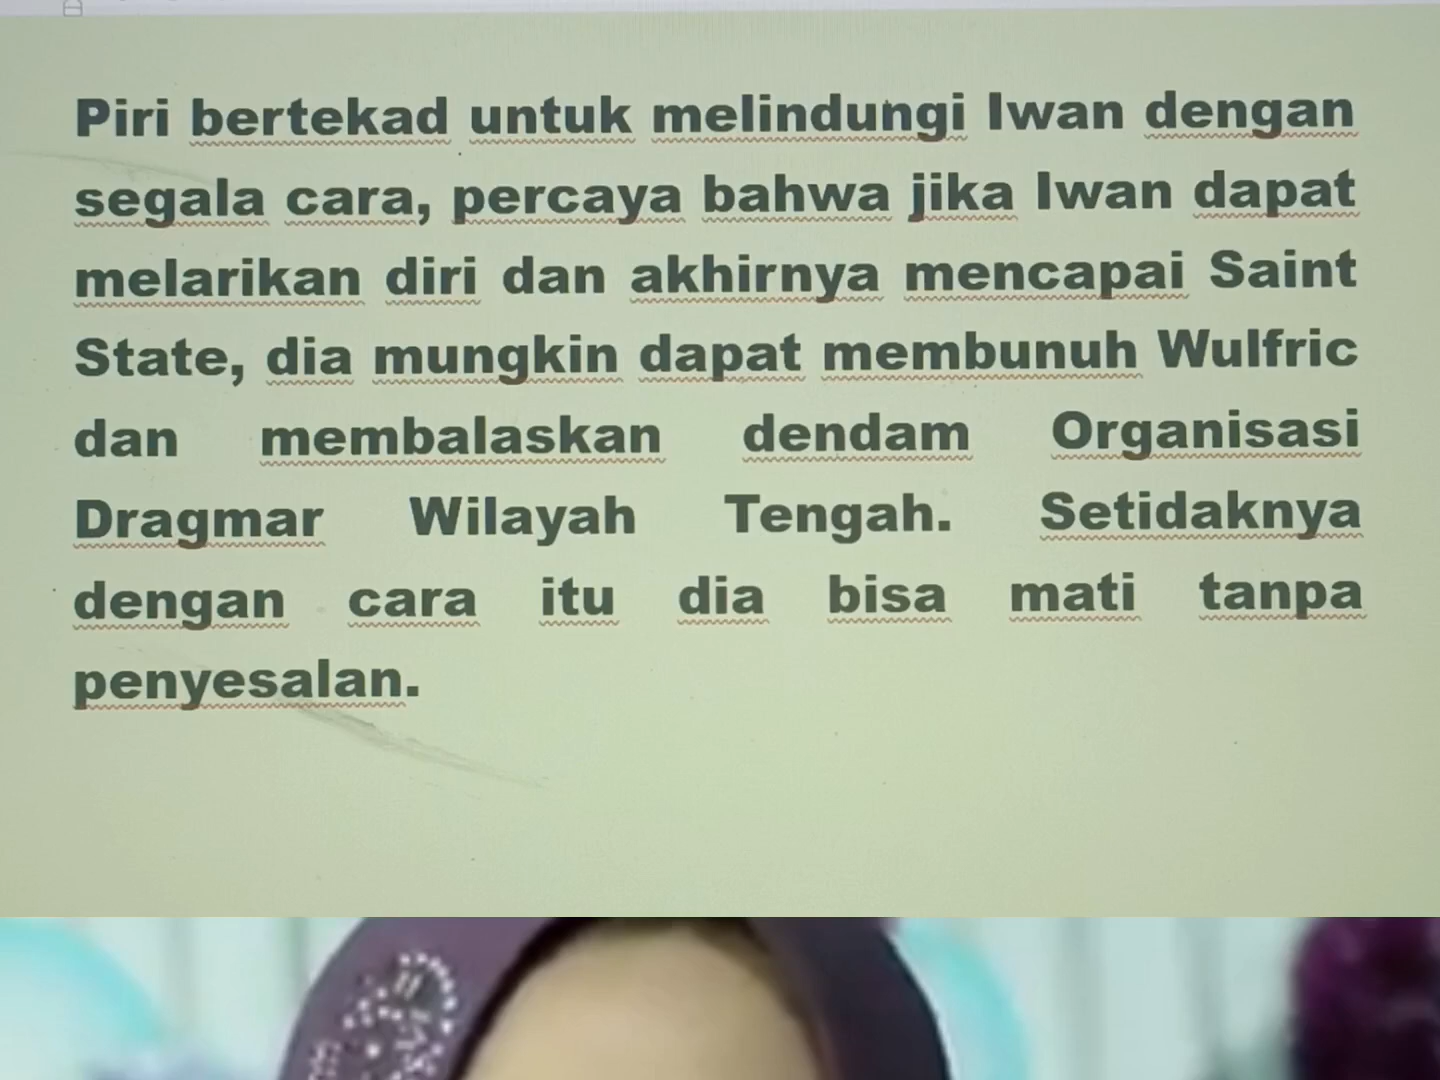 Piri bertekad untuk melindungi Iwan dengan
segala cara, percaya bahwa jika Iwan dapat
melarikan diri dan akhirnya mencapai Saint
State, dia mungkin dapat membunuh Wulfric
dan membalaskan dendam Organisasi
Dragmar Wilayah Tengah. Setidaknya
dengan cara itu dia bisa mati tanpa
penyesalan.